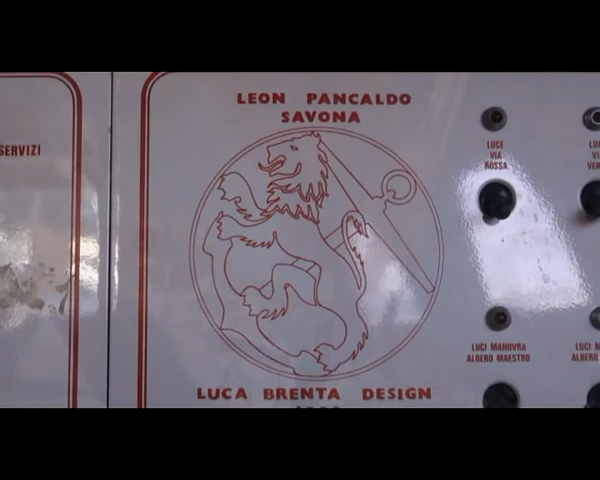 SERVIZI
LEON PANCALDO
SAVONA
LUCA BRENTA DESIGN
LUCE
VIA
ROSSA
LUCI MANOVRA
ALBERO MAESTRO